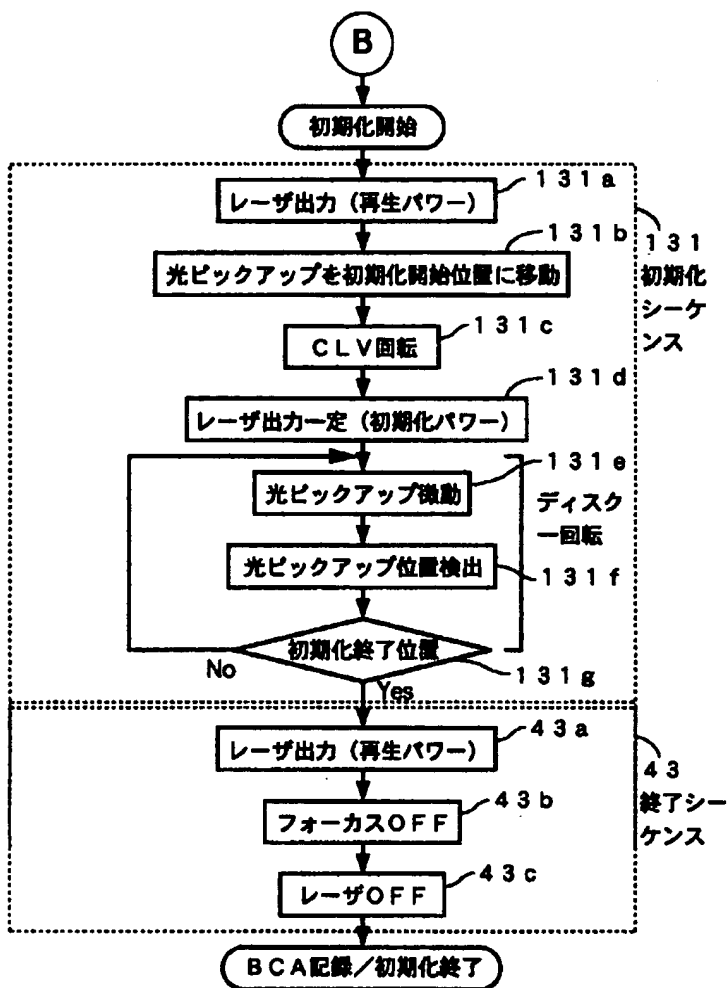 B
初期化開始
131a
レーザ出力（再生パワー）
131b
131
初期化
シーケ
ンス
光ピックアップを初期化開始位置に移動
131c
CLV回転
131d
レーザ出力一定（初期化パワー）
131e
光ピックアップ微動
ディスク
一回転
光ピックアップ位置検出
131f
初期化終了位置
No
131g
Yes
43a
レーザ出力（再生パワー）
43
終了シー
ケンス
43b
フォーカスOFF
43c
レーザOFF
BCA記録／初期化終了